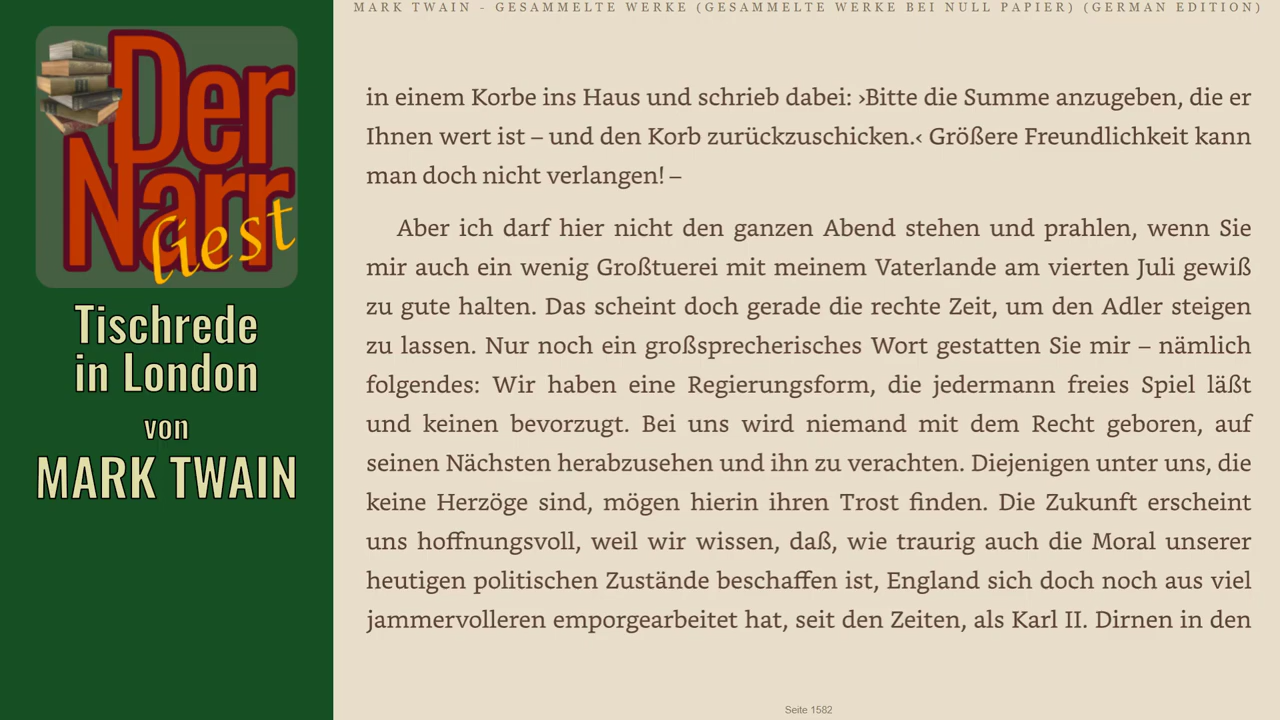 Der
Narr
liest
Tischrede
in London
von
MARK TWAIN
MARK TWAIN - GESAMMELTE WERKE (GESAMMELTE WERKE BEI NULL PAPIER) (GERMAN EDITION)
in einem Korbe ins Haus und schrieb dabei: ›Bitte die Summe anzugeben, die er
Ihnen wert ist – und den Korb zurückzuschicken.‹ Größere Freundlichkeit kann
man doch nicht verlangen! –
Aber ich darf hier nicht den ganzen Abend stehen und prahlen, wenn Sie
mir auch ein wenig Großtuerei mit meinem Vaterlande am vierten Juli gewiß
zu gute halten. Das scheint doch gerade die rechte Zeit, um den Adler steigen
zu lassen. Nur noch ein großsprecherisches Wort gestatten Sie mir – nämlich
folgendes: Wir haben eine Regierungsform, die jedermann freies Spiel läßt
und keinen bevorzugt. Bei uns wird niemand mit dem Recht geboren, auf
seinen Nächsten herabzusehen und ihn zu verachten. Diejenigen unter uns, die
keine Herzöge sind, mögen hierin ihren Trost finden. Die Zukunft erscheint
uns hoffnungsvoll, weil wir wissen, daß, wie traurig auch die Moral unserer
heutigen politischen Zustände beschaffen ist, England sich doch noch aus viel
jammervolleren emporgearbeitet hat, seit den Zeiten, als Karl II. Dirnen in den
Seite 1582